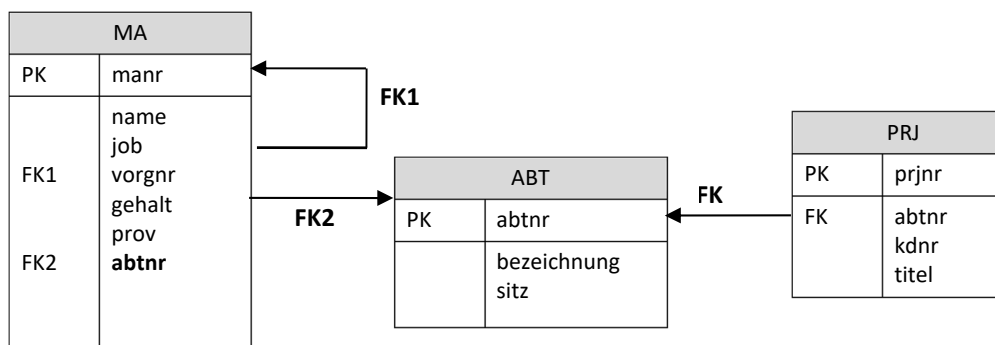 MA
PK manr
name
job
FK1 vorgnr
gehalt
prov
FK2 abtnr
FK1
FK2
ABT
PK abtnr
bezeichnung
sitz
FK
PRJ
PK prjnr
FK abtnr
kdnr
titel